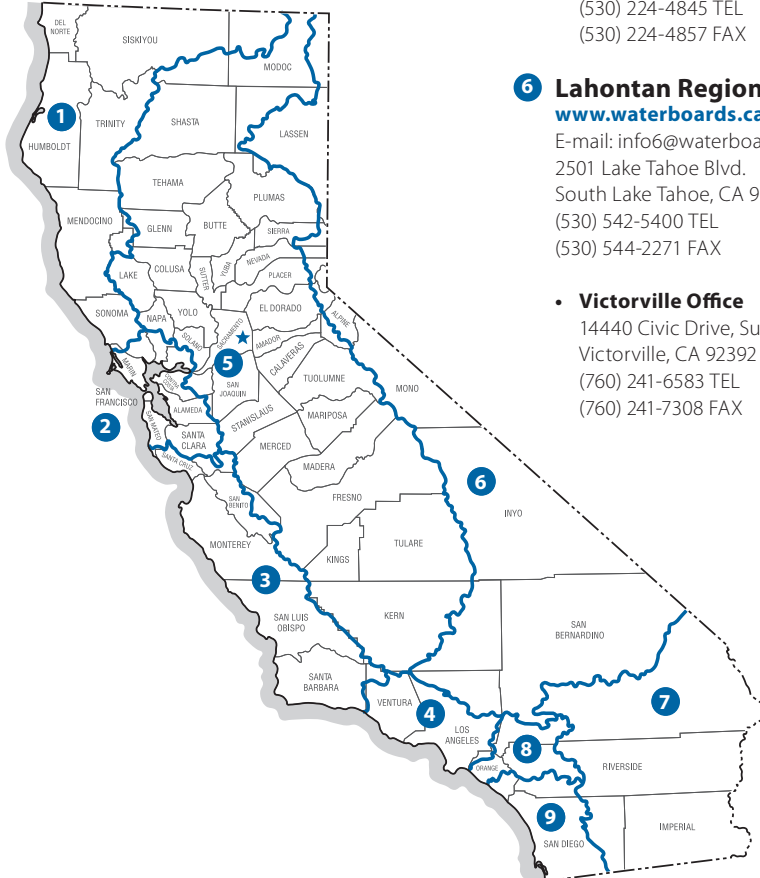 (530) 224-4845 TEL
(530) 224-4857 FAX
6 Lahontan Region
www.waterboards.ca
E-mail: info6@waterboa
2501 Lake Tahoe Blvd.
South Lake Tahoe, CA 9
(530) 542-5400 TEL
(530) 544-2271 FAX
• Victorville Office
14440 Civic Drive, Su
Victorville, CA 92392
(760) 241-6583 TEL
(760) 241-7308 FAX
DEL
NORTE
SISKIYOU
MODOC
1
TRINITY
SHASTA
LASSEN
HUMBOLDT
TEHAMA
PLUMAS
MENDOCINO
GLENN
BUTTE
SIERRA
LAKE
COLUSA
SUTTER
YUBA
NEVADA
PLACER
SONOMA
NAPA
YOLO
SACRAMENTO
EL DORADO
ALPINE
SOLANO
AMADOR
MARIN
5
CALAVERAS
CONTRA
COSTA
SAN
JOAQUIN
TUOLUMNE
MONO
SAN
FRANCISCO
ALAMEDA
STANISLAUS
MARIPOSA
2
SAN MATEO
SANTA
CLARA
MERCED
SANTA CRUZ
MADERA
6
SAN
BENITO
FRESNO
INYO
MONTEREY
KINGS
TULARE
3
SAN LUIS
OBISPO
KERN
SAN
BERNARDINO
SANTA
BARBARA
VENTURA
4
7
LOS
ANGELES
8
ORANGE
RIVERSIDE
9
SAN DIEGO
IMPERIAL